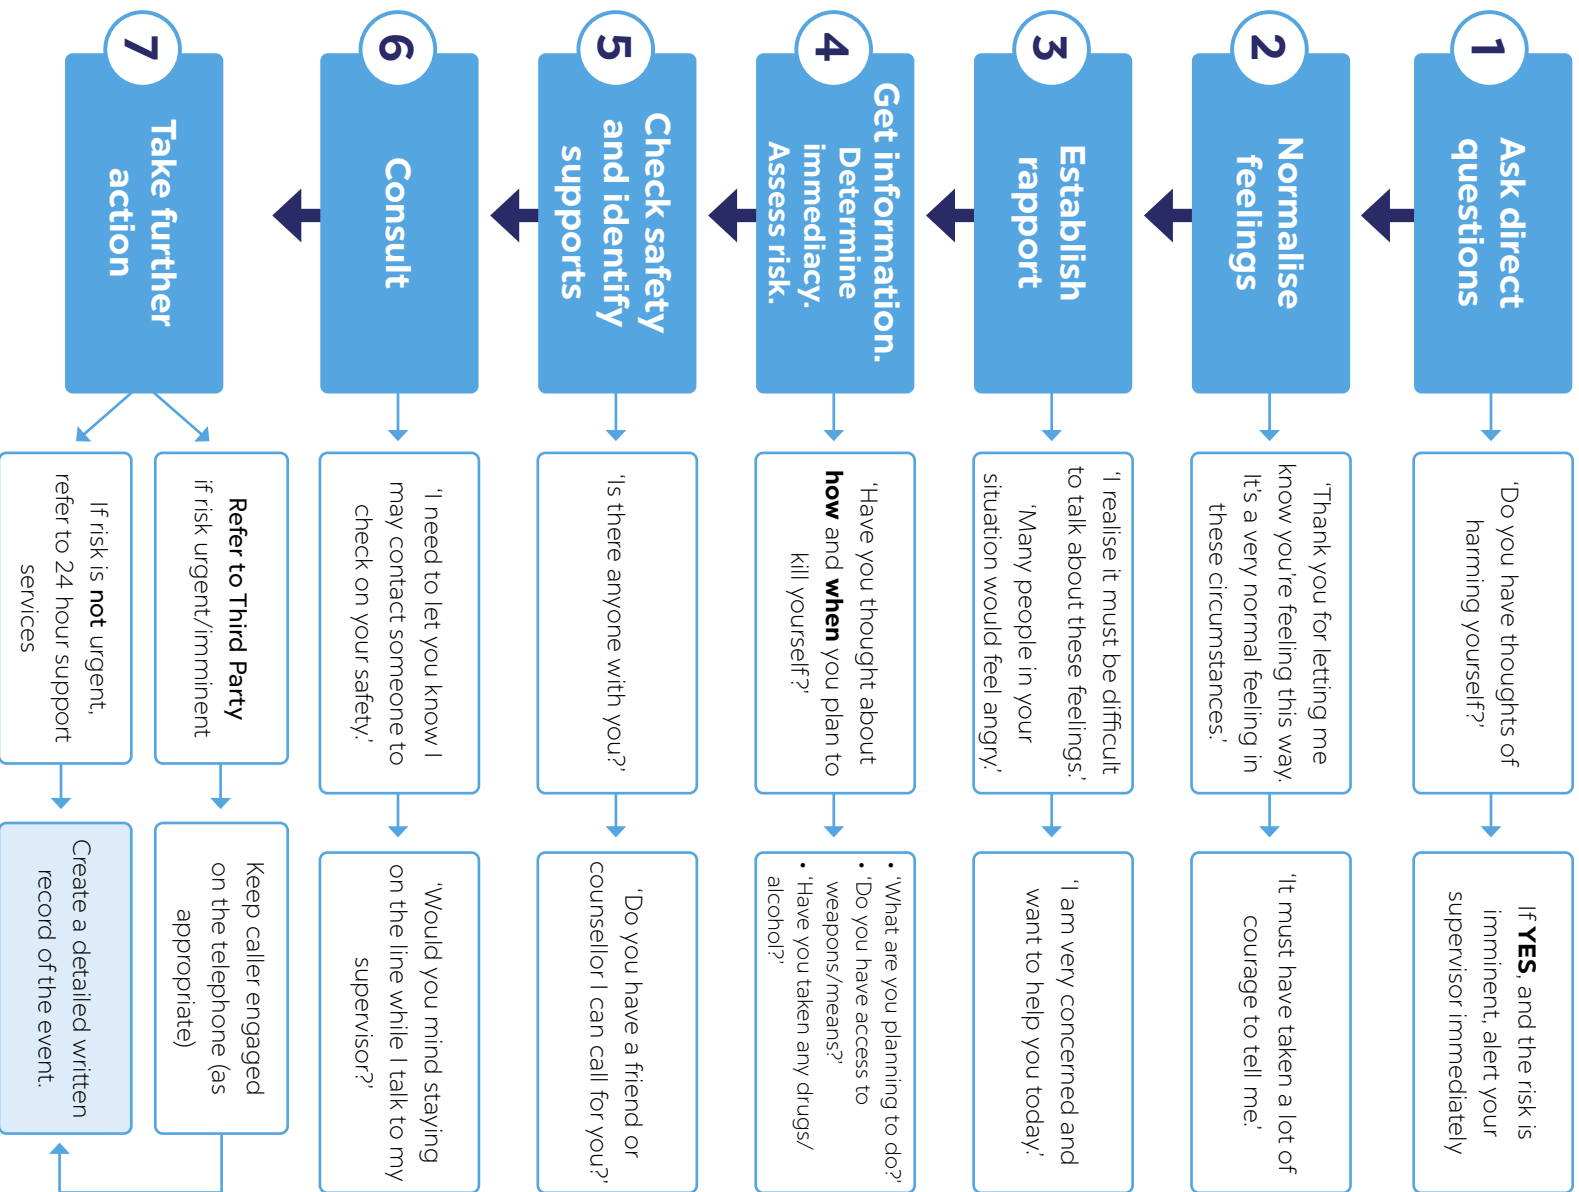 1
Ask direct
questions
‘Do you have thoughts of
harming yourself?’
If YES, and the risk is
imminent, alert your
supervisor immediately
2
Normalise
feelings
‘Thank you for letting me
know you’re feeling this way.
It’s a very normal feeling in
these circumstances.’
‘It must have taken a lot of
courage to tell me.’
3
Establish
rapport
‘I realise it must be difficult
to talk about these feelings.’
‘Many people in your
situation would feel angry.’
‘I am very concerned and
want to help you today.’
4
Get information.
Determine
immediacy.
Assess risk.
‘Have you thought about
how and when you plan to
kill yourself?’
• ‘What are you planning to do?’
• ‘Do you have access to
weapons/means?’
• ‘Have you taken any drugs/
alcohol?’
5
Check safety
and identify
supports
‘Is there anyone with you?’
‘Do you have a friend or
counsellor I can call for you?’
6
Consult
‘I need to let you know I
may contact someone to
check on your safety.’
‘Would you mind staying
on the line while I talk to my
supervisor?’
7
Take further
action
Refer to Third Party
if risk urgent/imminent
Keep caller engaged
on the telephone (as
appropriate)
If risk is not urgent,
refer to 24 hour support
services
Create a detailed written
record of the event.